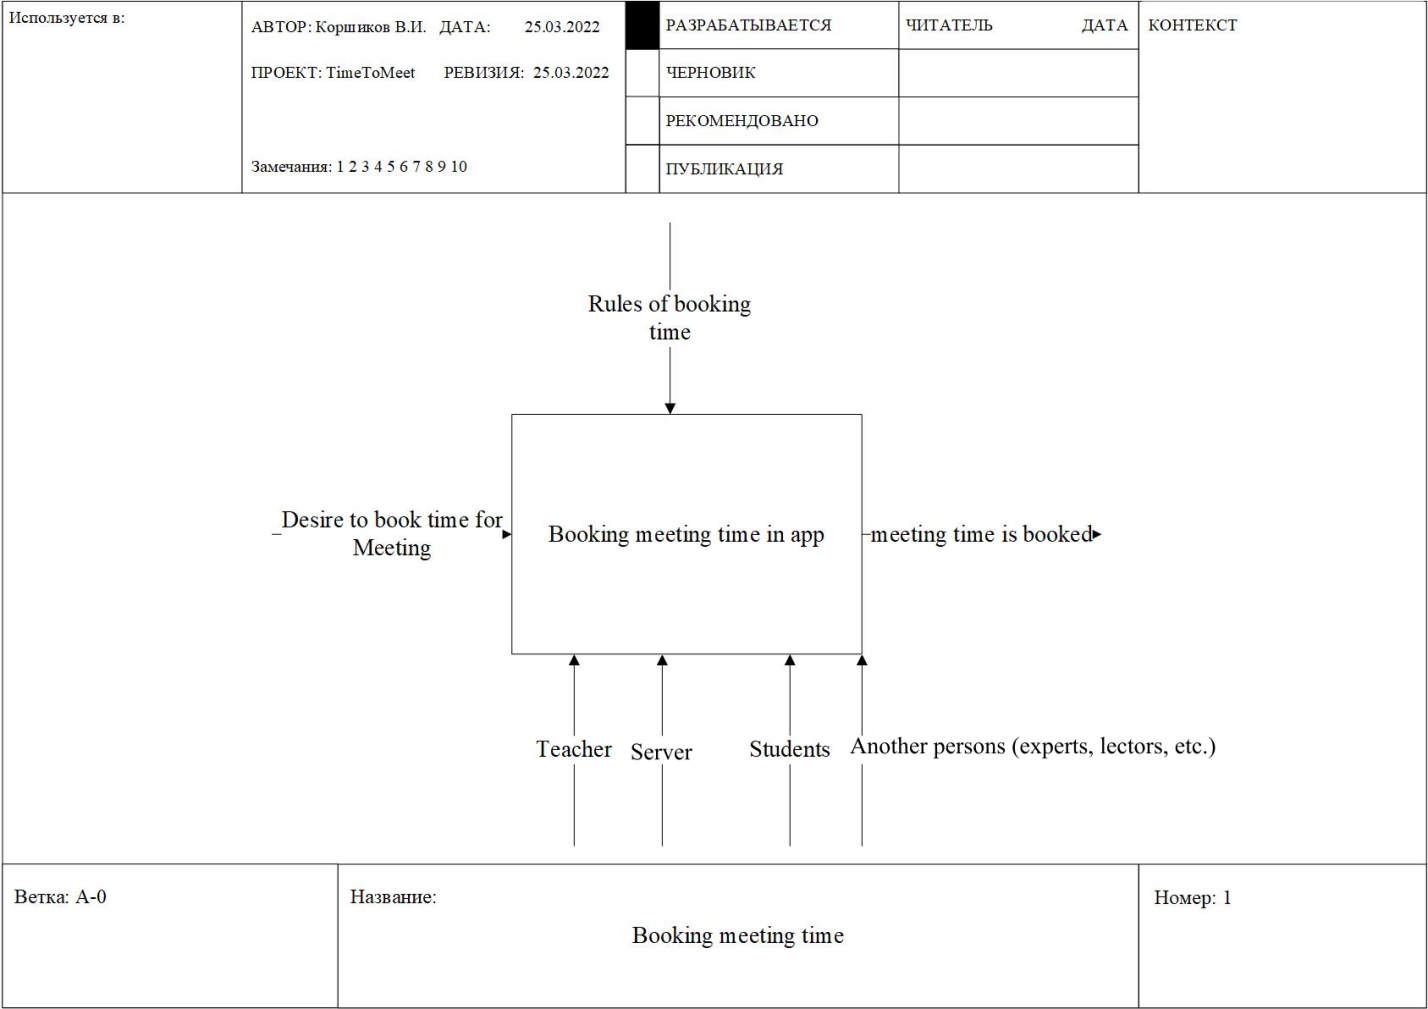 Используется в:
АВТОР: Коршиков В.И. ДАТА: 25.03.2022
ПРОЕКТ: TimeToMeet РЕВИЗИЯ: 25.03.2022
Замечания: 1 2 3 4 5 6 7 8 9 10
РАЗРАБАТЫВАЕТСЯ
ЧЕРНОВИК
РЕКОМЕНДОВАНО
ПУБЛИКАЦИЯ
ЧИТАТЕЛЬ ДАТА
КОНТЕКСТ
Rules of booking
time
Desire to book time for
Meeting
Booking meeting time in app
meeting time is booked
Teacher
Server
Students
Another persons (experts, lectors, etc.)
Ветка: А-0
Название:
Booking meeting time
Номер: 1